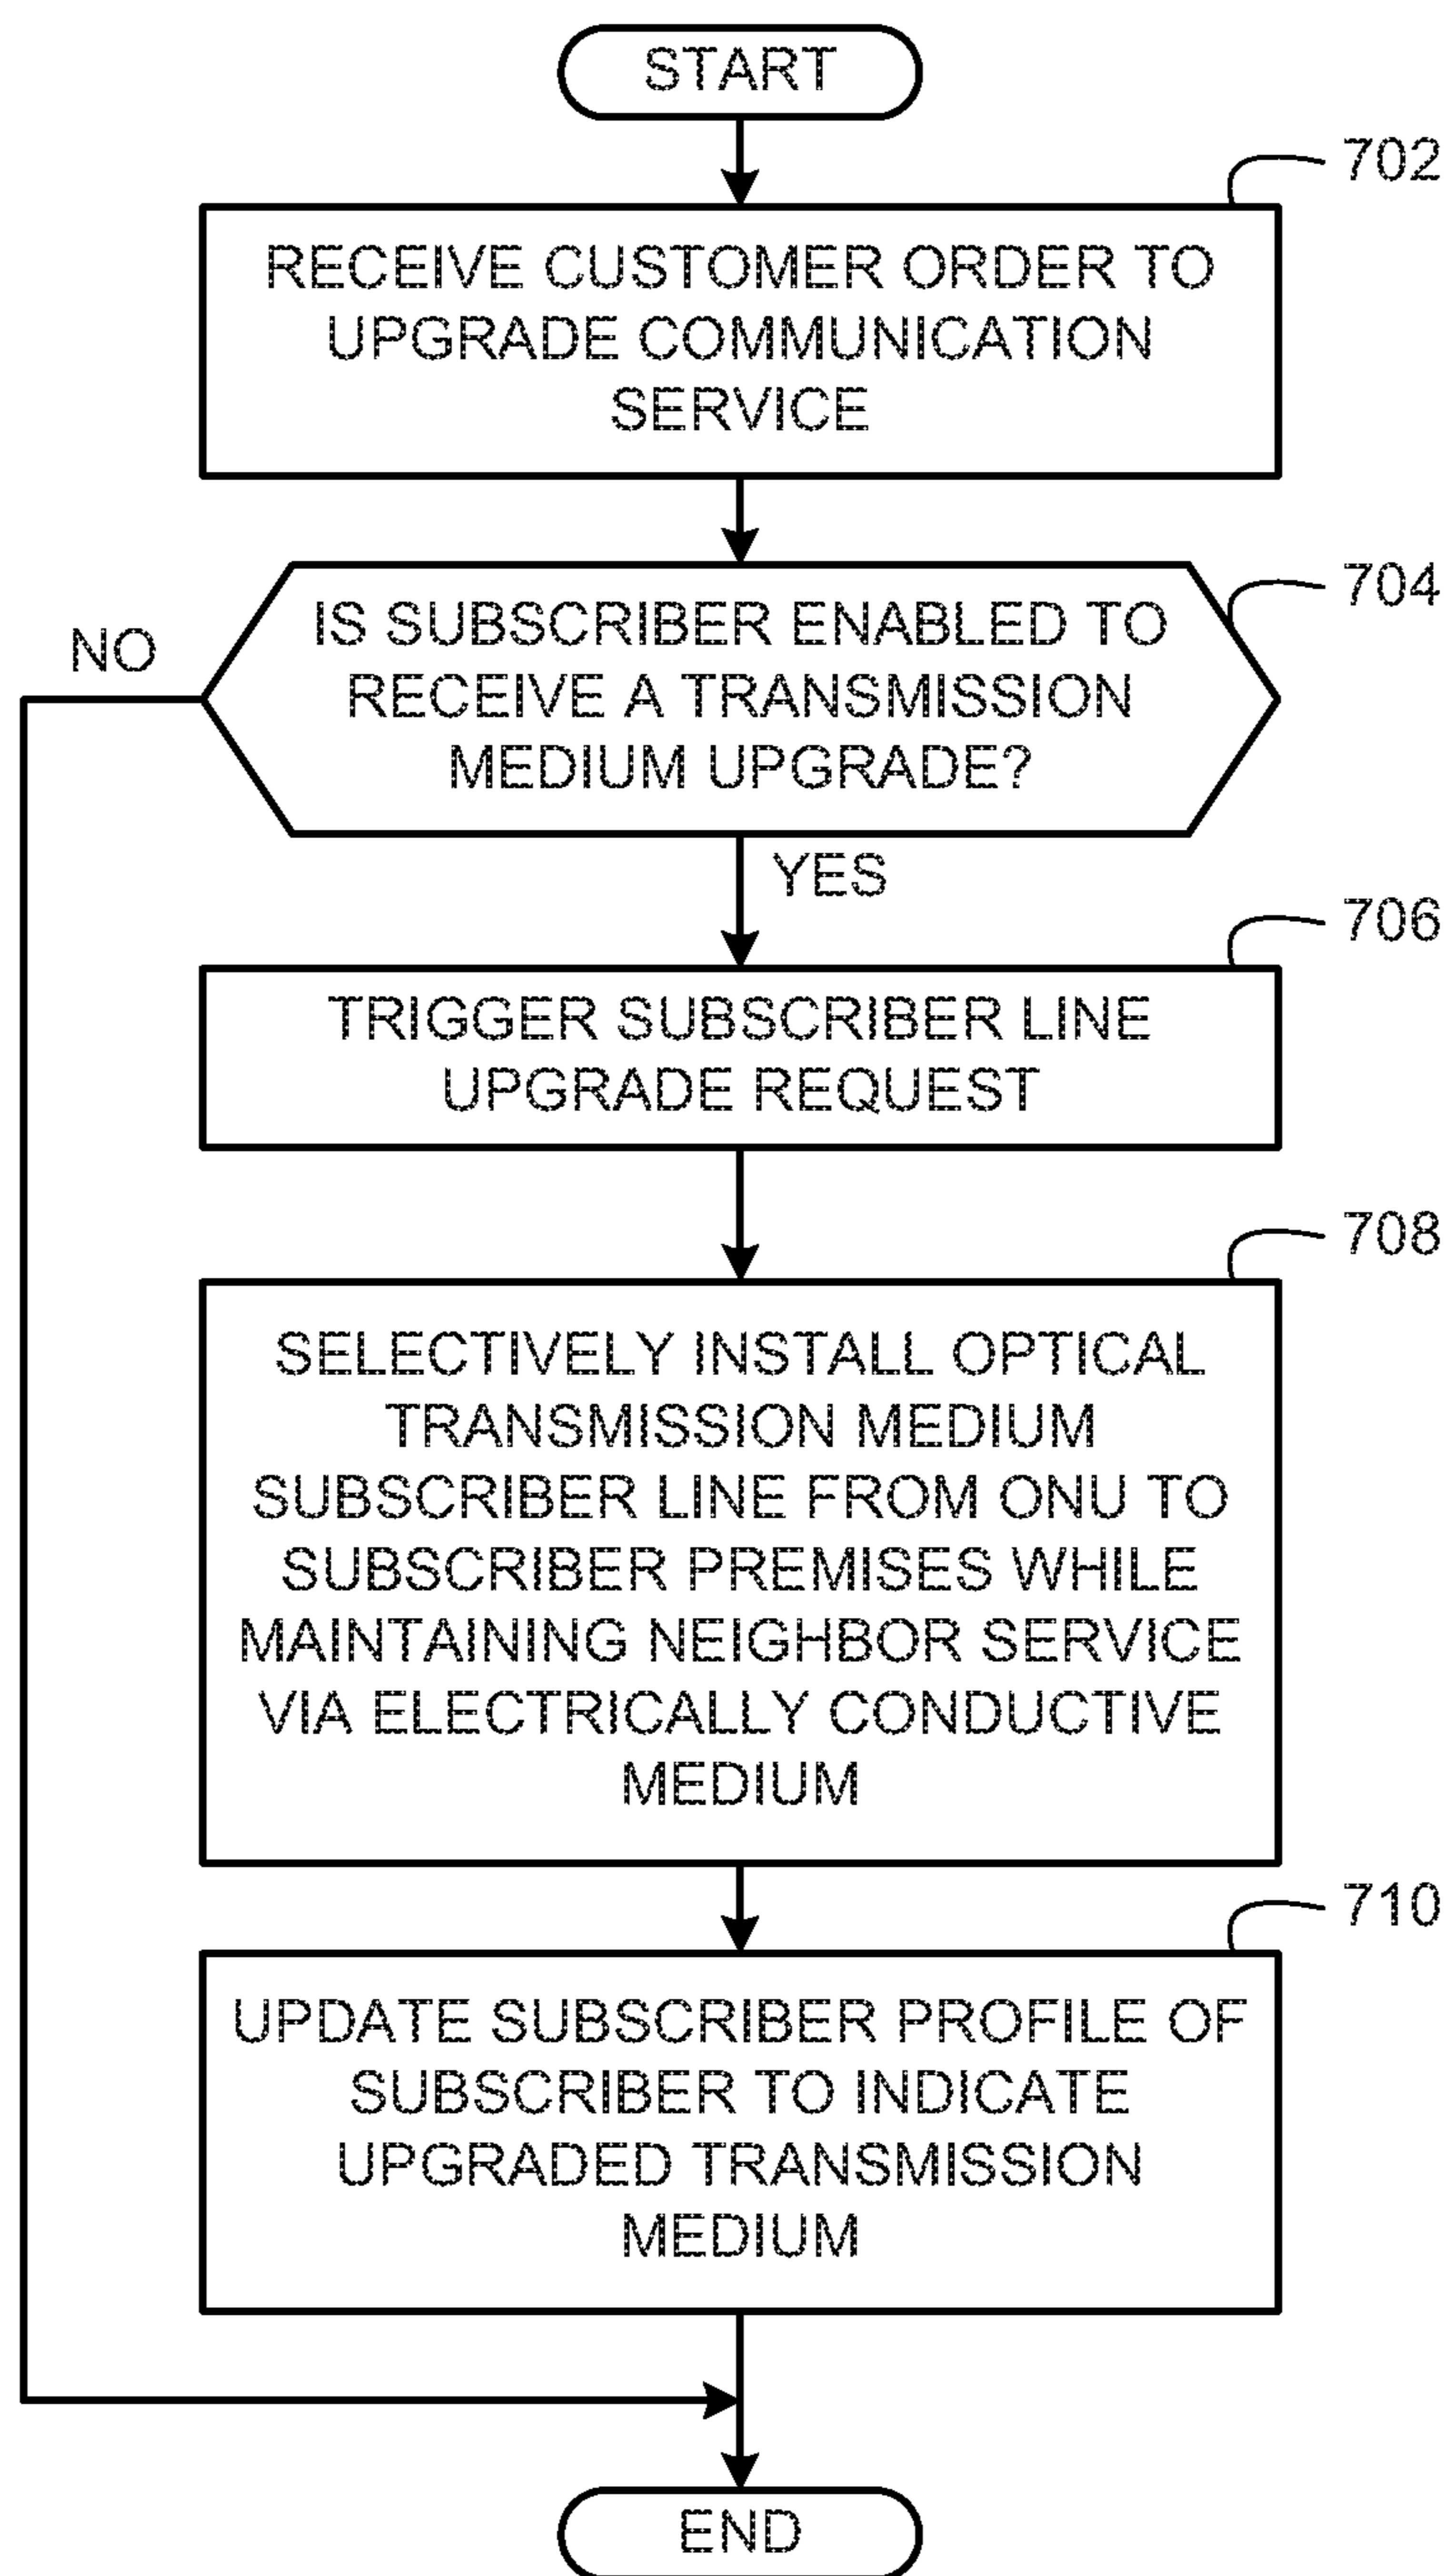 START
702
RECEIVE CUSTOMER ORDER TO
UPGRADE COMMUNICATION
SERVICE
704
IS SUBSCRIBER ENABLED TO
RECEIVE A TRANSMISSION
MEDIUM UPGRADE?
NO
YES
706
TRIGGER SUBSCRIBER LINE
UPGRADE REQUEST
708
SELECTIVELY INSTALL OPTICAL
TRANSMISSION MEDIUM
SUBSCRIBER LINE FROM ONU TO
SUBSCRIBER PREMISES WHILE
MAINTAINING NEIGHBOR SERVICE
VIA ELECTRICALLY CONDUCTIVE
MEDIUM
710
UPDATE SUBSCRIBER PROFILE OF
SUBSCRIBER TO INDICATE
UPGRADED TRANSMISSION
MEDIUM
END